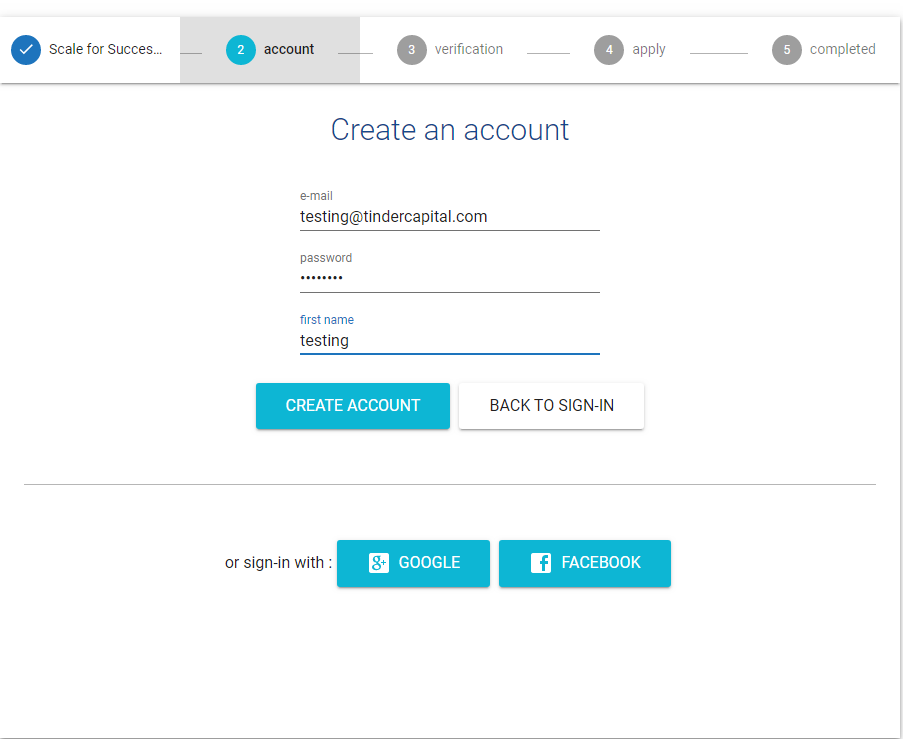 Scale for Succes... 2 account 3 verification 4 apply 5 completed
Create an account
e-mail
testing@tindercapital.com
password
••••••••
first name
testing
CREATE ACCOUNT BACK TO SIGN-IN
or sign-in with : g+ GOOGLE f FACEBOOK